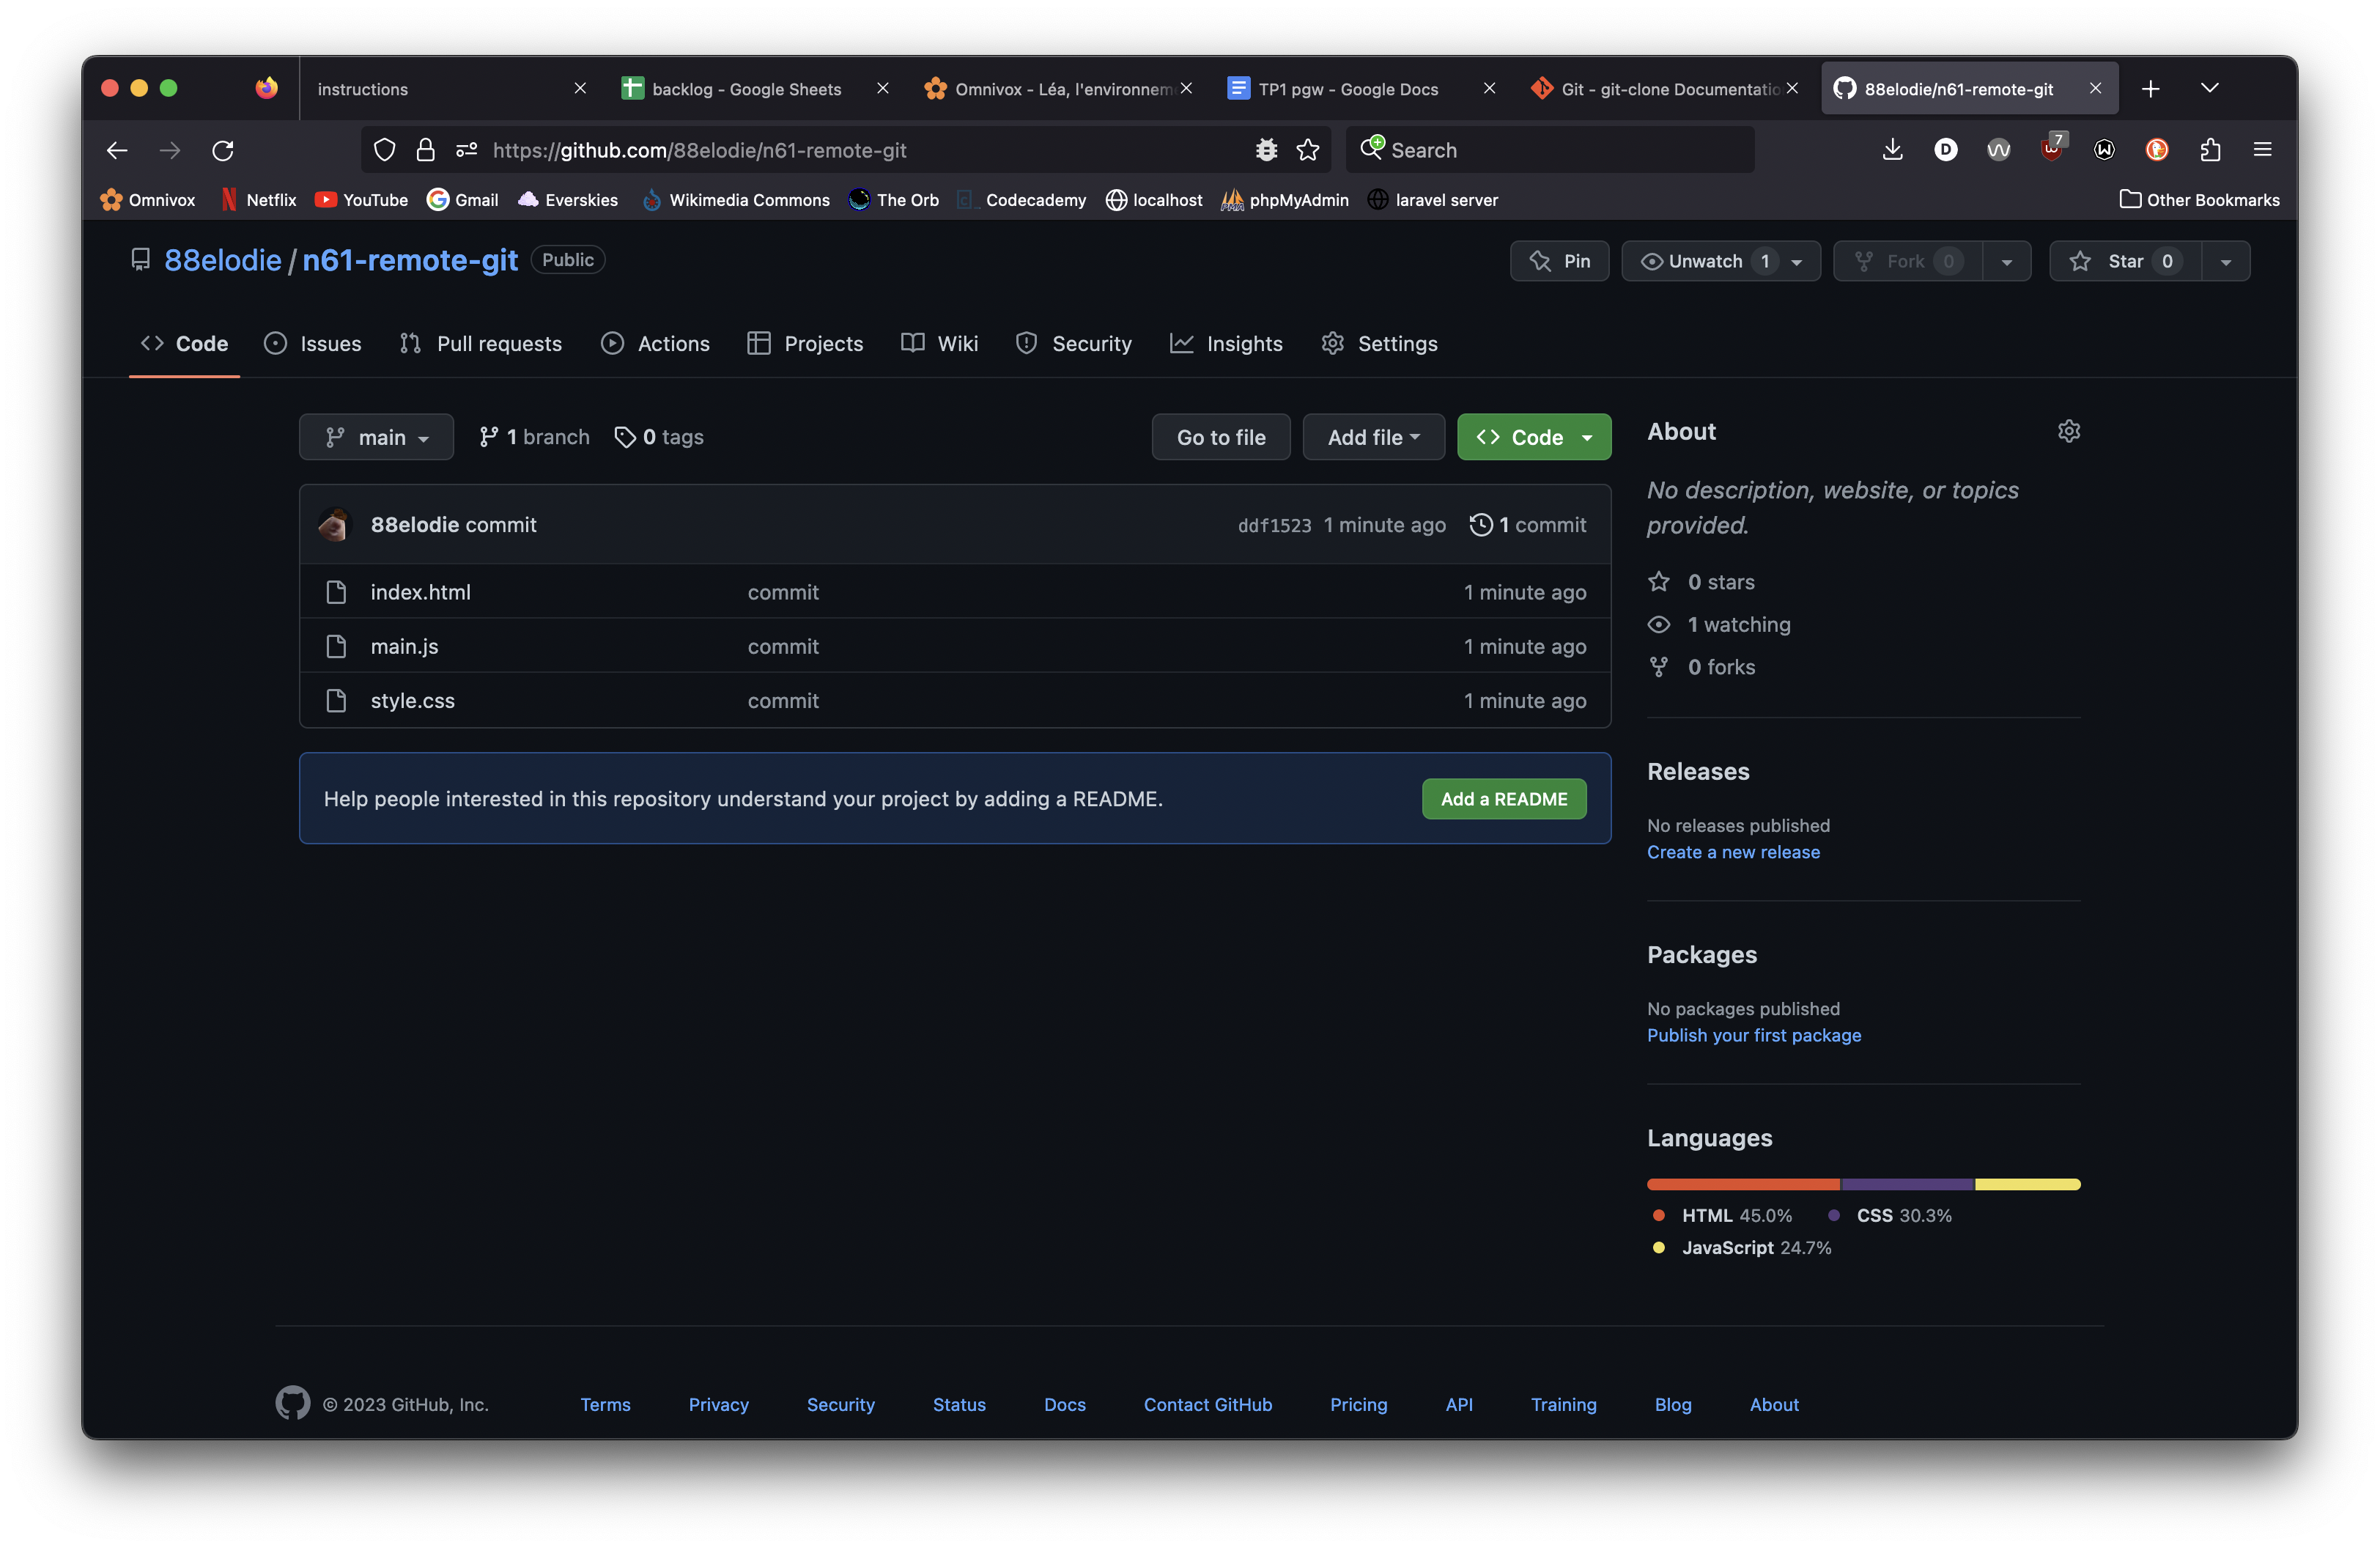 instructions
backlog - Google Sheets
Omnivox - Léa, l'environnem
TP1 pgw - Google Docs
Git - git-clone Documentatio
88elodie/n61-remote-git
https://github.com/88elodie/n61-remote-git
Search
7
Omnivox
Netflix
YouTube
Gmail
Everskies
Wikimedia Commons
The Orb
Codecademy
localhost
phpMyAdmin
laravel server
Other Bookmarks
88elodie / n61-remote-git Public
Pin
Unwatch 1
Fork 0
Star 0
Code
Issues
Pull requests
Actions
Projects
Wiki
Security
Insights
Settings
main
1 branch
0 tags
Go to file
Add file
Code
88elodie commit
ddf1523 1 minute ago
1 commit
index.html commit 1 minute ago
main.js commit 1 minute ago
style.css commit 1 minute ago
Help people interested in this repository understand your project by adding a README.
Add a README
About
No description, website, or topics
provided.
0 stars
1 watching
0 forks
Releases
No releases published
Create a new release
Packages
No packages published
Publish your first package
Languages
HTML 45.0% CSS 30.3%
JavaScript 24.7%
© 2023 GitHub, Inc.
Terms
Privacy
Security
Status
Docs
Contact GitHub
Pricing
API
Training
Blog
About